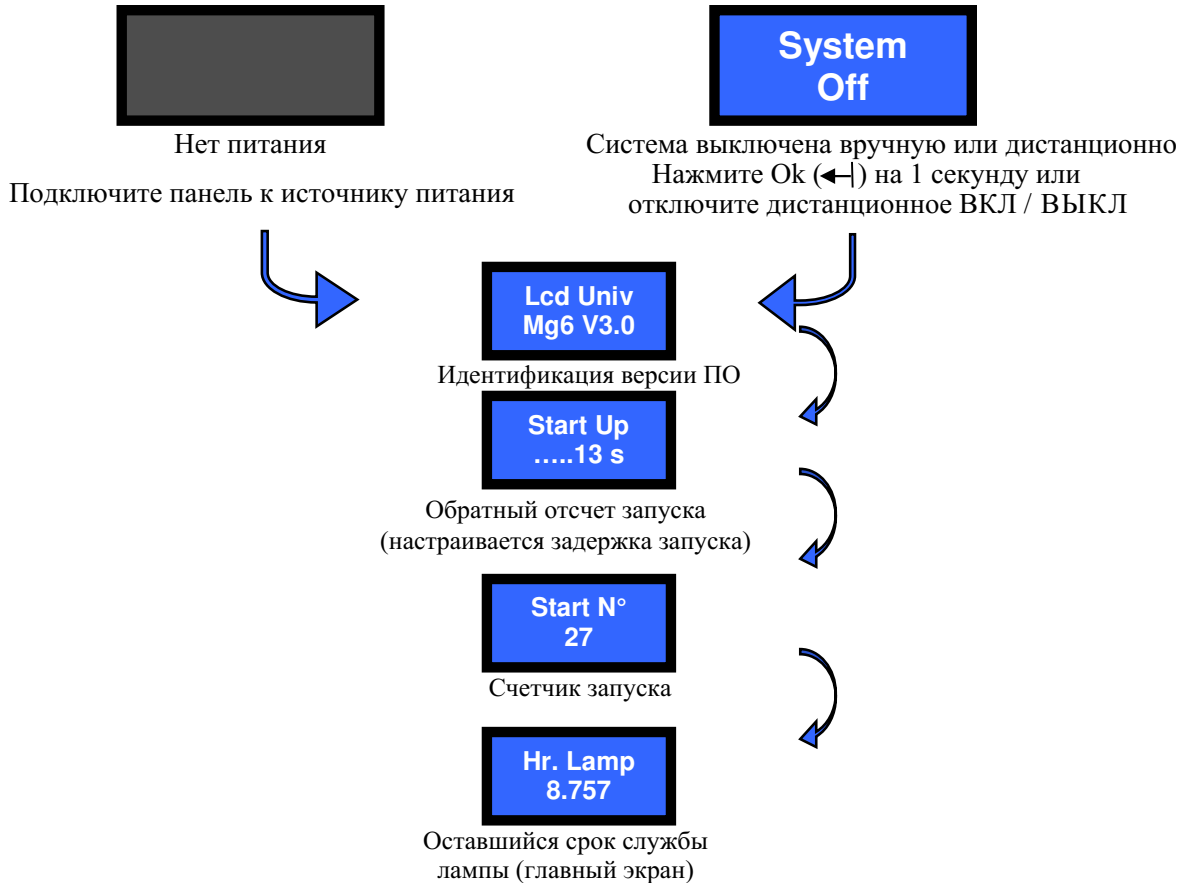 System
Off
Нет питания
Подключите панель к источнику питания
Система выключена вручную или дистанционно
Нажмите Ok (←|) на 1 секунду или
отключите дистанционное ВКЛ / ВЫКЛ
Lcd Univ
Mg6 V3.0
Идентификация версии ПО
Start Up
.....13 s
Обратный отсчет запуска
(настраивается задержка запуска)
Start N°
27
Счетчик запуска
Hr. Lamp
8.757
Оставшийся срок службы
лампы (главный экран)